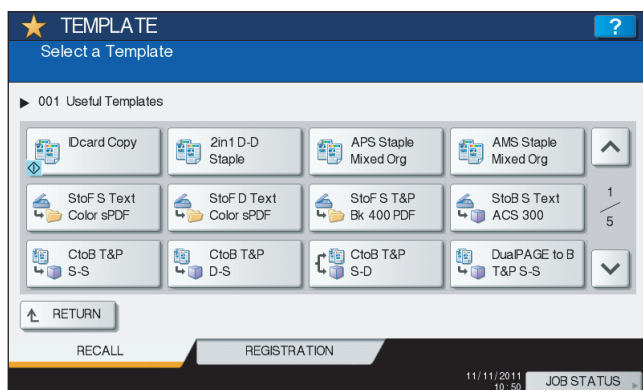 TEMPLATE
?
Select a Template
001 Useful Templates
IDcard Copy
2in1 D-D
Staple
APS Staple
Mixed Org
AMS Staple
Mixed Org
StoF S Text
Color sPDF
StoF D Text
Color sPDF
StoF S T&P
Bk 400 PDF
StoB S Text
ACS 300
1
5
CtoB T&P
S-S
CtoB T&P
D-S
CtoB T&P
S-D
DualPAGE to B
T&P S-S
RETURN
RECALL
REGISTRATION
11/11/2011
10:50
JOB STATUS